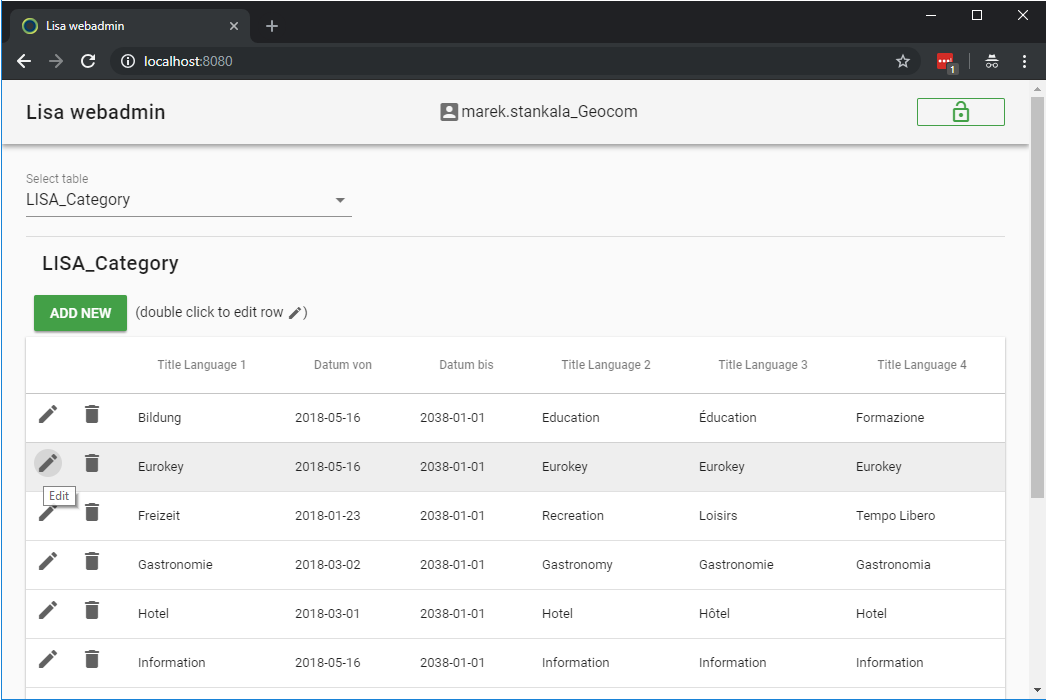 Lisa webadmin
localhost:8080
1
Lisa webadmin
marek.stankala_Geocom
Select table
LISA_Category
LISA_Category
ADD NEW (double click to edit row )
Title Language 1 Datum von Datum bis Title Language 2 Title Language 3 Title Language 4
Bildung 2018-05-16 2038-01-01 Education Éducation Formazione
Eurokey 2018-05-16 2038-01-01 Eurokey Eurokey Eurokey
Edit
Freizeit 2018-01-23 2038-01-01 Recreation Loisirs Tempo Libero
Gastronomie 2018-03-02 2038-01-01 Gastronomy Gastronomie Gastronomia
Hotel 2018-03-01 2038-01-01 Hotel Hôtel Hotel
Information 2018-05-16 2038-01-01 Information Information Information